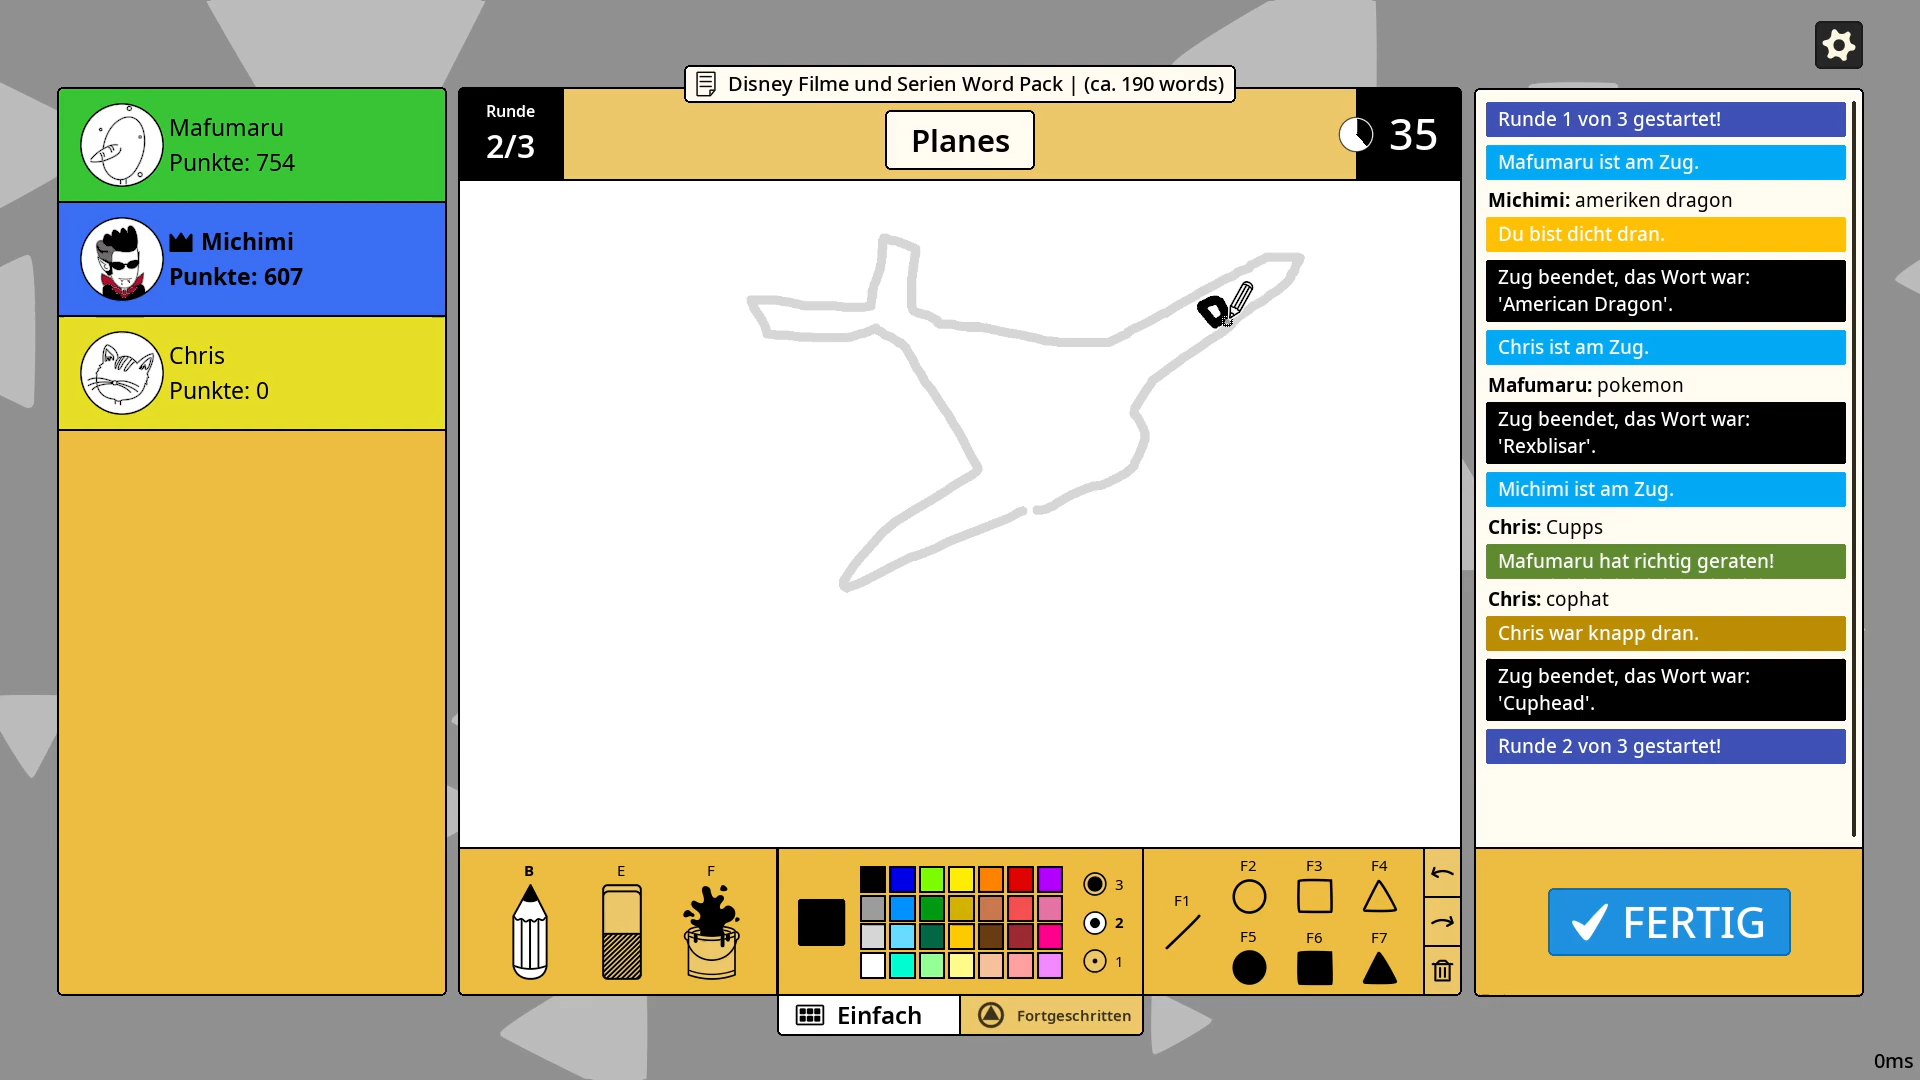 Disney Filme und Serien Word Pack | (ca. 190 words)
Mafumaru
Punkte: 754
Michimi
Punkte: 607
Chris
Punkte: 0
Runde
2/3
Planes
35
Runde 1 von 3 gestartet!
Mafumaru ist am Zug.
Michimi: ameriken dragon
Du bist dicht dran.
Zug beendet, das Wort war:
'American Dragon'.
Chris ist am Zug.
Mafumaru: pokemon
Zug beendet, das Wort war:
'Rexblisar'.
Michimi ist am Zug.
Chris: Cupps
Mafumaru hat richtig geraten!
Chris: cophat
Chris war knapp dran.
Zug beendet, das Wort war:
'Cuphead'.
Runde 2 von 3 gestartet!
B
E
F
3
2
1
F1
F2
F3
F4
F5
F6
F7
FERTIG
Einfach
Fortgeschritten
0ms